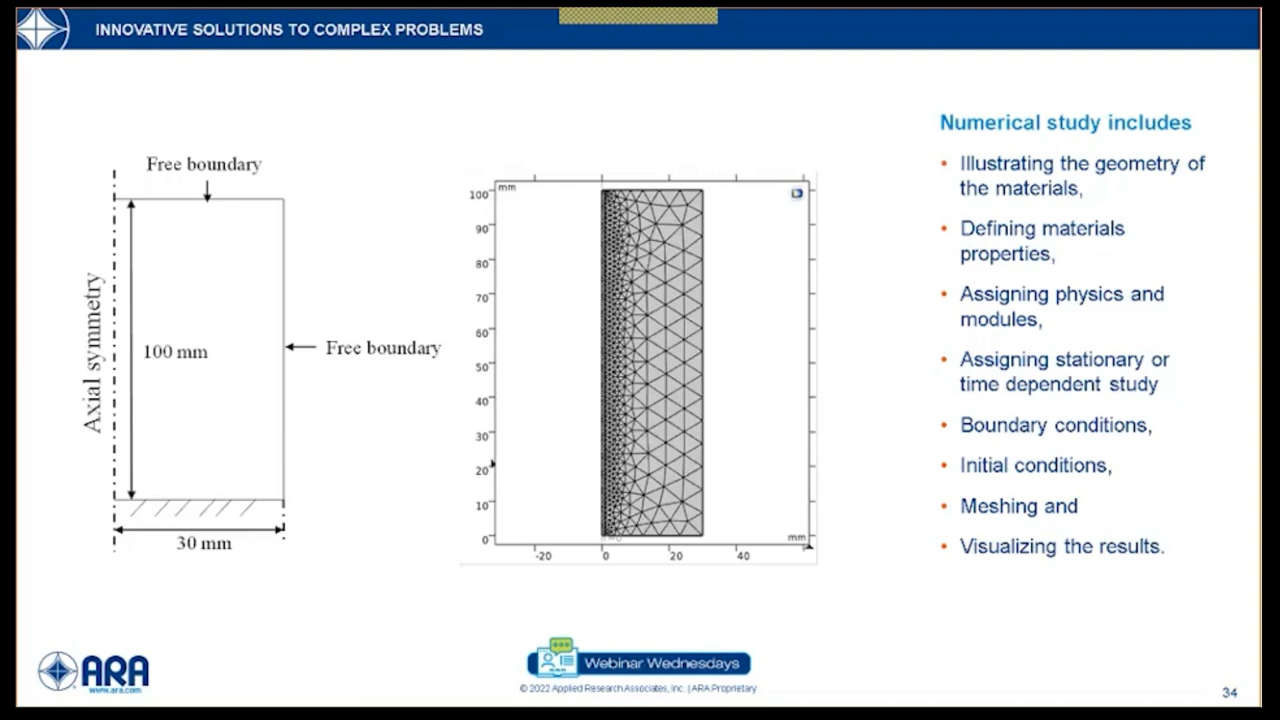 INNOVATIVE SOLUTIONS TO COMPLEX PROBLEMS
Free boundary
Axial symmetry
100 mm
Free boundary
30 mm
mm
100
90
80
70
60
50
40
30
20
10
0
mm
-20
0
20
40
Numerical study includes
• Illustrating the geometry of
the materials,
• Defining materials
properties,
• Assigning physics and
modules,
• Assigning stationary or
time dependent study
• Boundary conditions,
• Initial conditions,
• Meshing and
• Visualizing the results.
ARA
www.ara.com
Webinar Wednesdays
© 2022 Applied Research Associates, Inc. | ARA Proprietary
34